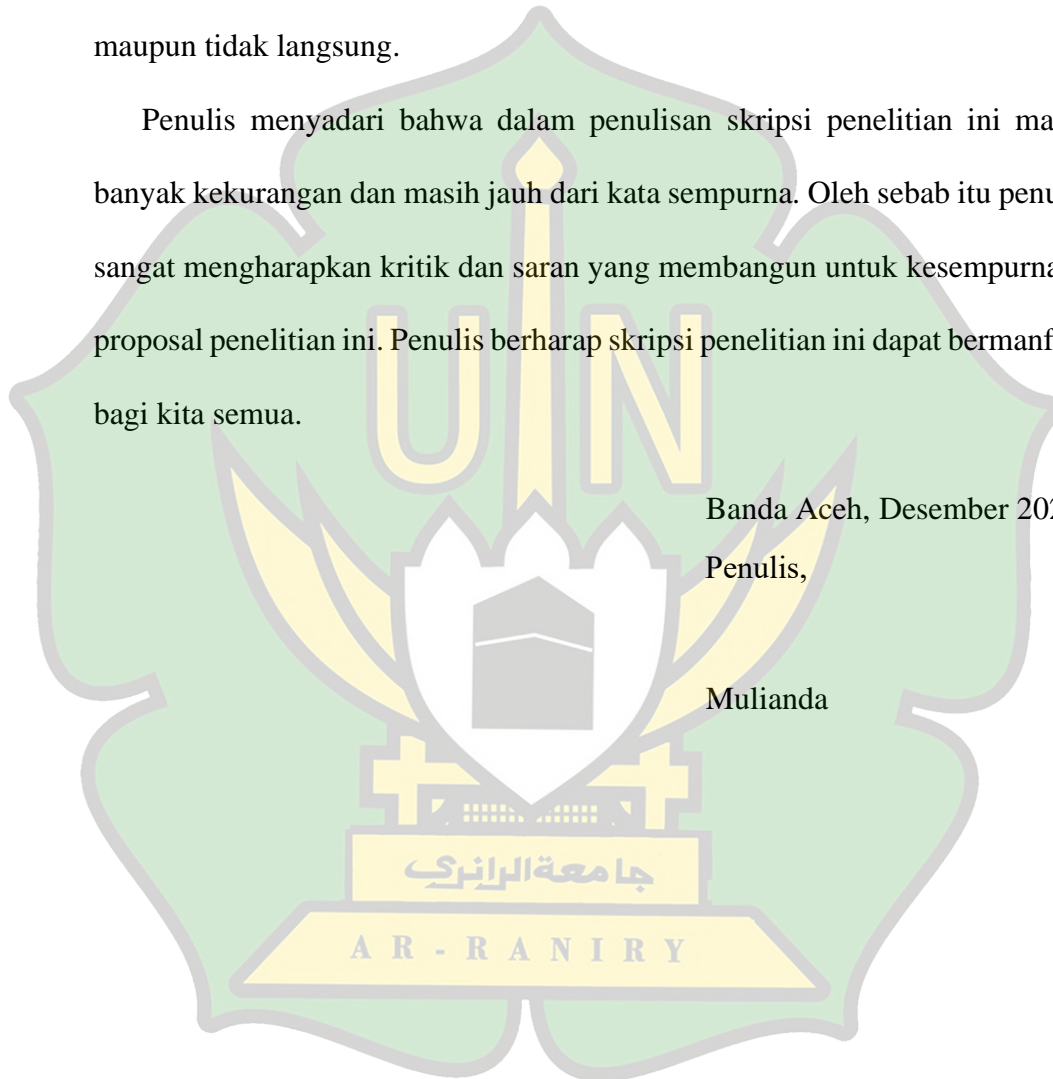 maupun tidak langsung.
Penulis menyadari bahwa dalam penulisan skripsi penelitian ini ma
banyak kekurangan dan masih jauh dari kata sempurna. Oleh sebab itu penu
sangat mengharapkan kritik dan saran yang membangun untuk kesempurna
proposal penelitian ini. Penulis berharap skripsi penelitian ini dapat bermanf
bagi kita semua.
UIN
Banda Aceh, Desember 202
Penulis,
Mulianda
جامعة الرانري
AR-RANIRY